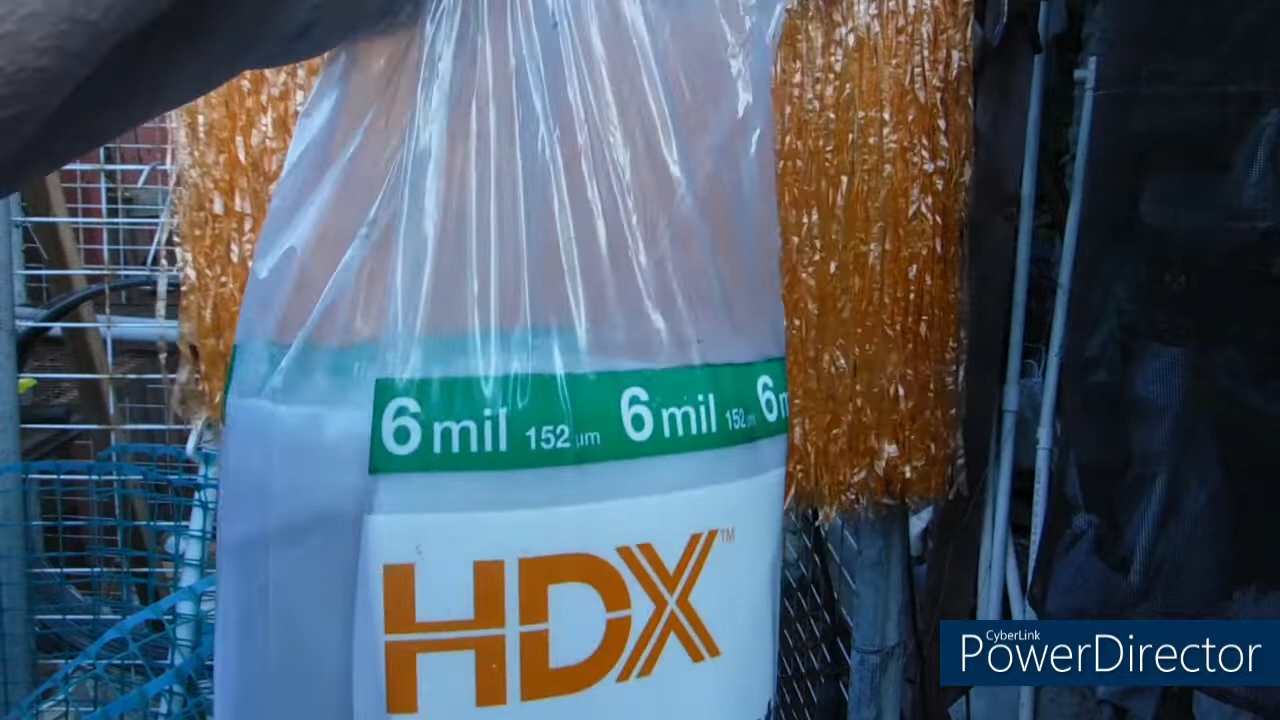 6 mil 152 µm 6 mil 152 µm 6m
HDX™
CyberLink
PowerDirector